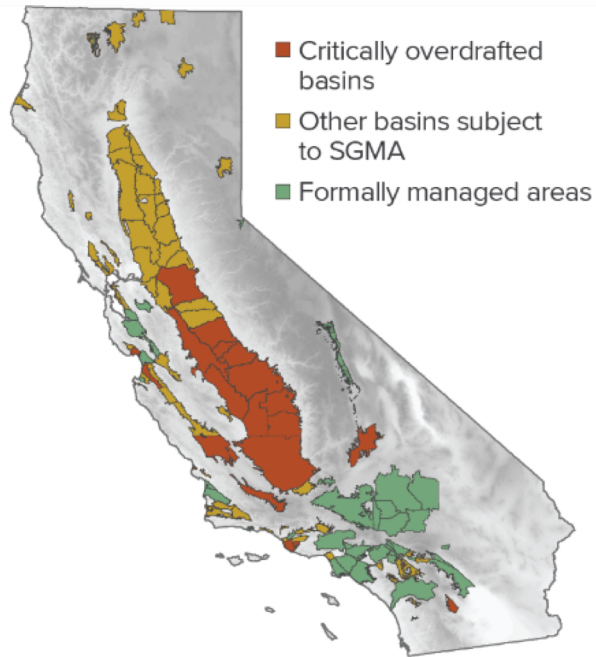 Critically overdrafted
basins
Other basins subject
to SGMA
Formally managed areas